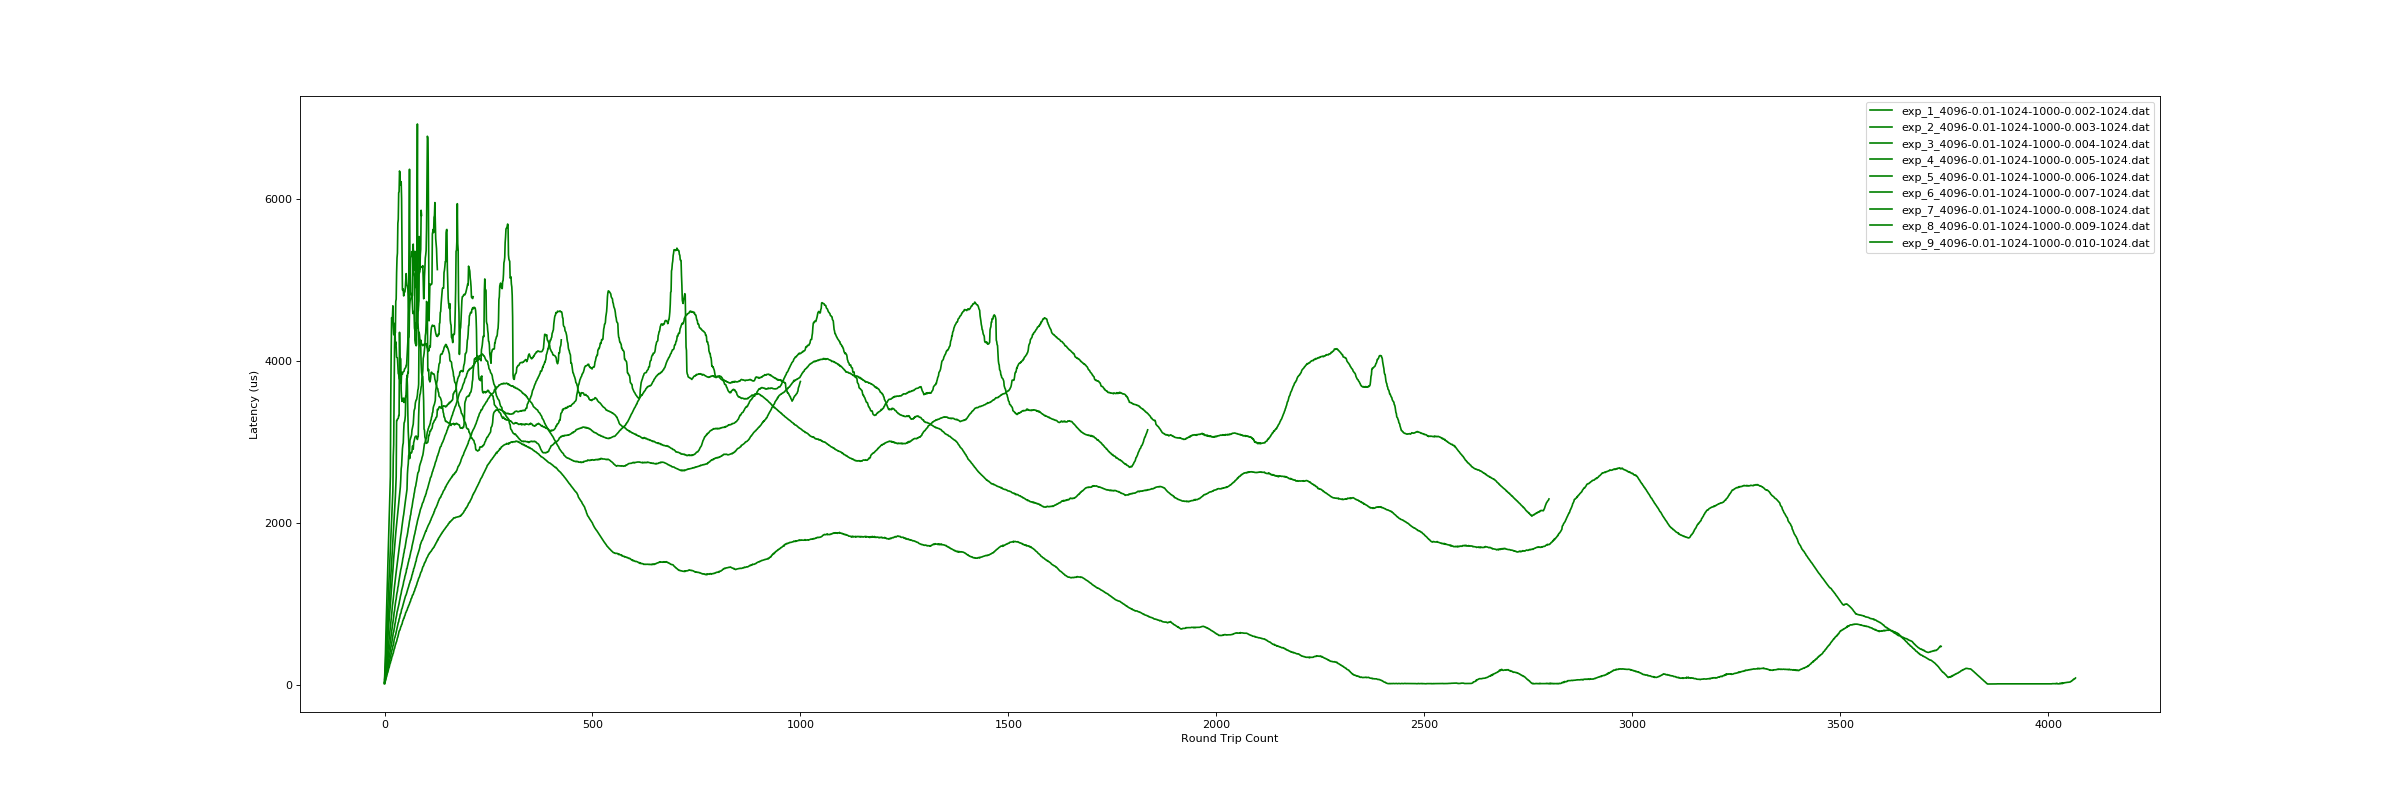 exp_1_4096-0.01-1024-1000-0.002-1024.dat
exp_2_4096-0.01-1024-1000-0.003-1024.dat
exp_3_4096-0.01-1024-1000-0.004-1024.dat
exp_4_4096-0.01-1024-1000-0.005-1024.dat
exp_5_4096-0.01-1024-1000-0.006-1024.dat
exp_6_4096-0.01-1024-1000-0.007-1024.dat
exp_7_4096-0.01-1024-1000-0.008-1024.dat
exp_8_4096-0.01-1024-1000-0.009-1024.dat
exp_9_4096-0.01-1024-1000-0.010-1024.dat
6000
4000
2000
0
Latency (us)
0 500 1000 1500 2000 2500 3000 3500 4000
Round Trip Count